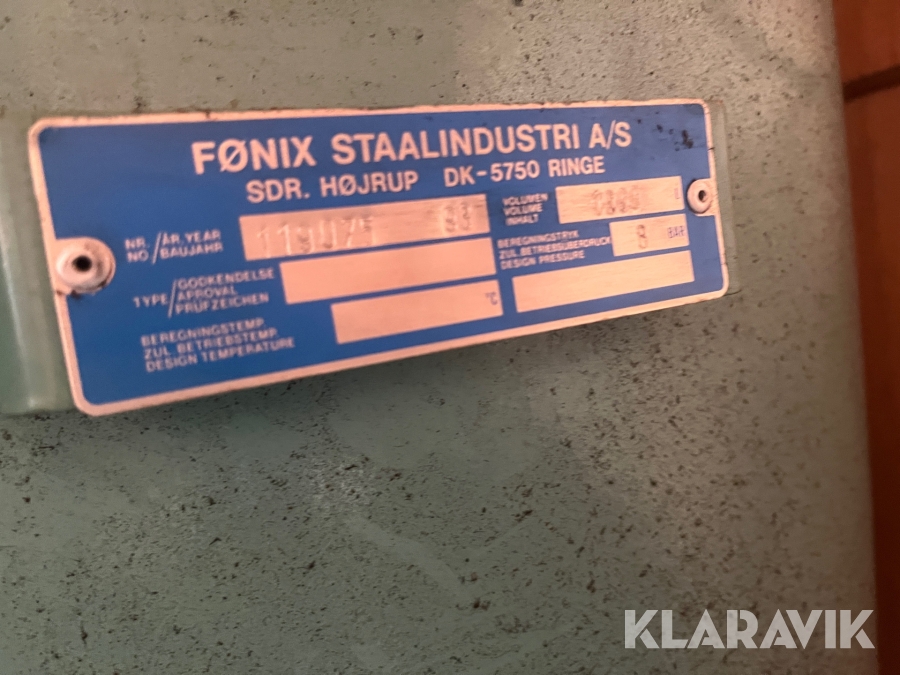 FØNIX STAALINDUSTRI A/S
SDR. HØJRUP DK-5750 RINGE
NR. / ÅR. YEAR
NO / BAUJAHR
VOLUMEN
VOLUME
INHALT
TYPE / GODKENDELSE
APPROVAL
PRÜFZEICHEN
BEREGNINGSTRYK
ZUL. BETRIEBSÜBERDRUCK
DESIGN PRESSURE
8 BAR
BEREGNINGSTEMP.
ZUL. BETRIEBSTEMP.
DESIGN TEMPERATURE
KLARAVIK